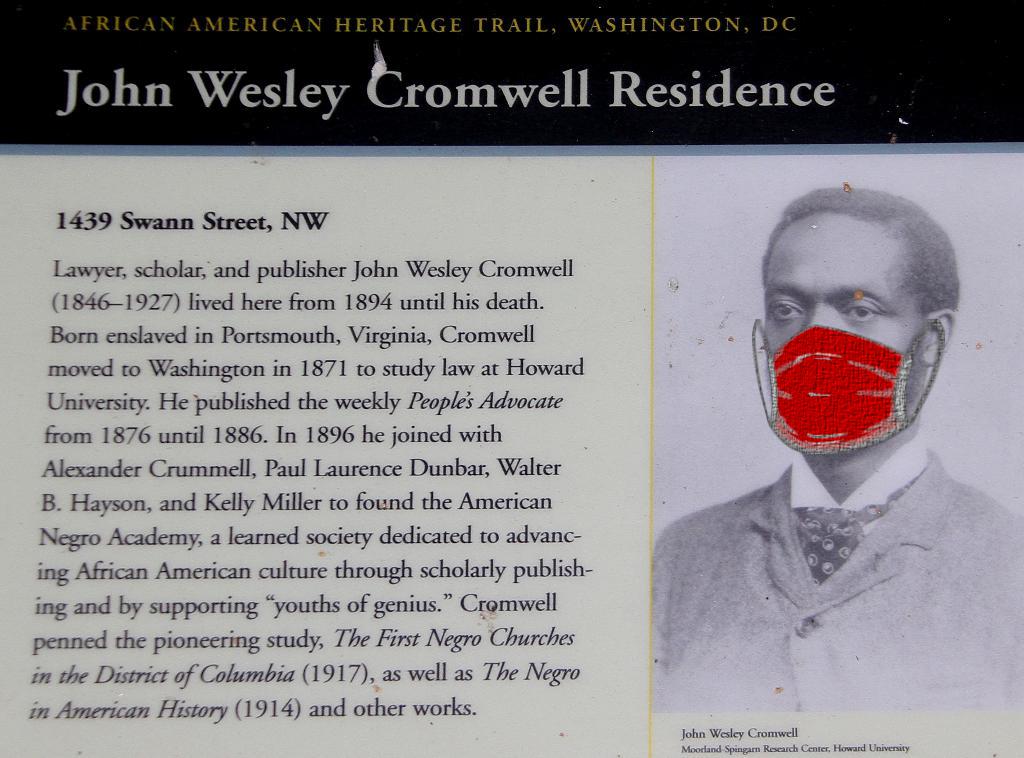 AFRICAN AMERICAN HERITAGE TRAIL, WASHINGTON, DC
John Wesley Cromwell Residence
1439 Swann Street, NW
Lawyer, scholar, and publisher John Wesley Cromwell
(1846–1927) lived here from 1894 until his death.
Born enslaved in Portsmouth, Virginia, Cromwell
moved to Washington in 1871 to study law at Howard
University. He published the weekly People's Advocate
from 1876 until 1886. In 1896 he joined with
Alexander Crummell, Paul Laurence Dunbar, Walter
B. Hayson, and Kelly Miller to found the American
Negro Academy, a learned society dedicated to advanc-
ing African American culture through scholarly publish-
ing and by supporting “youths of genius.” Cromwell
penned the pioneering study, The First Negro Churches
in the District of Columbia (1917), as well as The Negro
in American History (1914) and other works.
John Wesley Cromwell
Moorland-Spingarn Research Center, Howard University